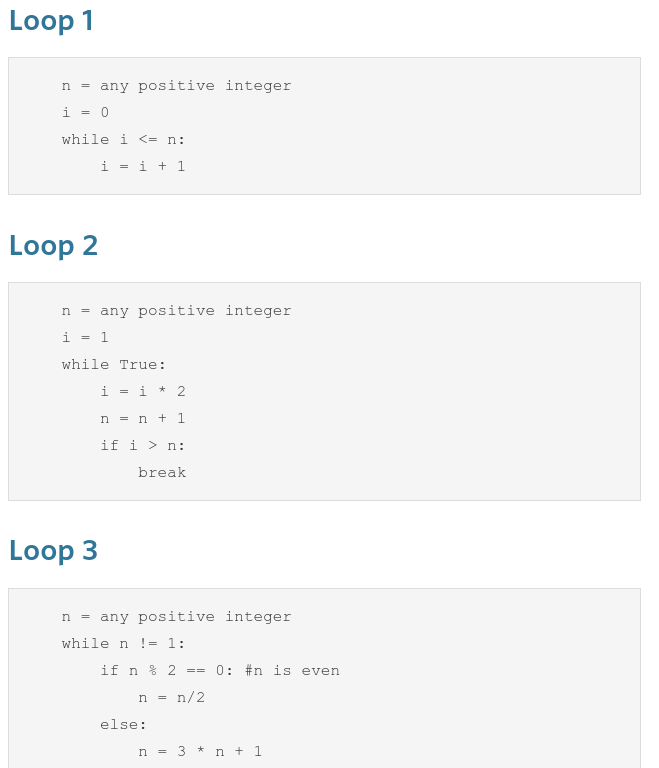 Loop 1
n = any positive integer
i = 0
while i <= n:
    i = i + 1
Loop 2
n = any positive integer
i = 1
while True:
    i = i * 2
    n = n + 1
    if i > n:
        break
Loop 3
n = any positive integer
while n != 1:
    if n % 2 == 0: #n is even
        n = n/2
    else:
        n = 3 * n + 1